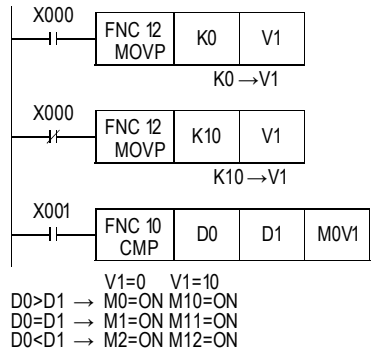 X000
FNC 12 MOVP K0 V1
K0→V1
X000
FNC 12 MOVP K10 V1
K10→V1
X001
FNC 10 CMP D0 D1 M0V1
V1=0 V1=10
D0>D1 → M0=ON M10=ON
D0=D1 → M1=ON M11=ON
D0<D1 → M2=ON M12=ON